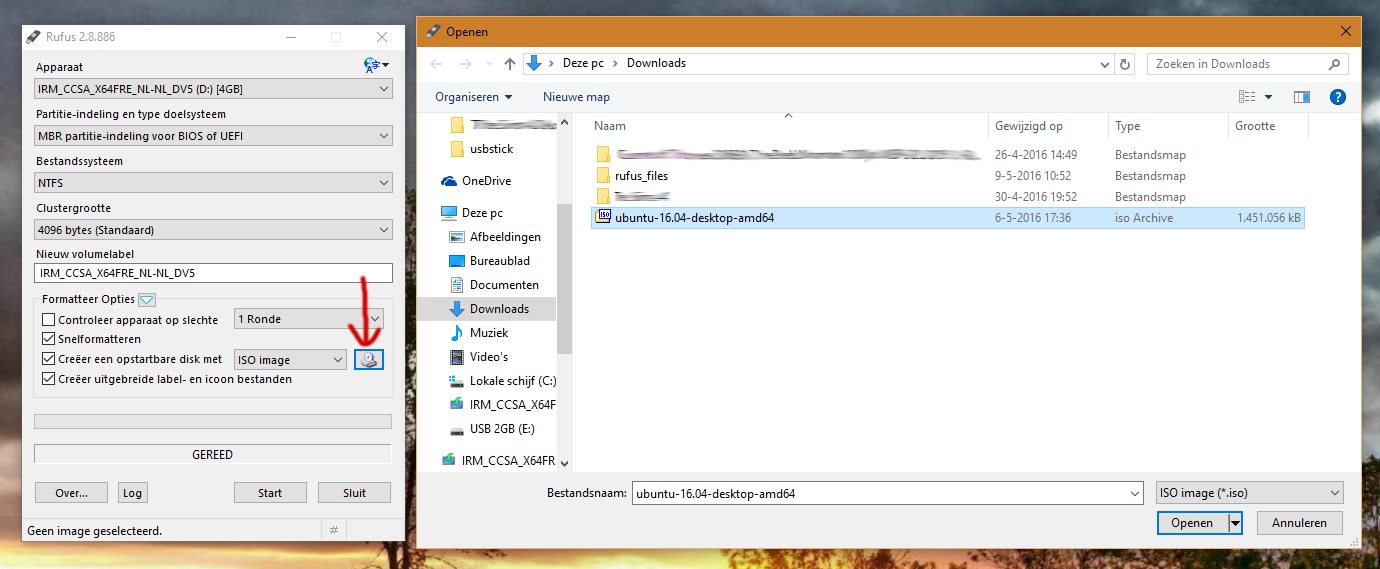 Rufus 2.8.886
Apparaat
IRM_CCSA_X64FRE_NL-NL_DV5 (D:) [4GB]
Partitie-indeling en type doelsysteem
MBR partitie-indeling voor BIOS of UEFI
Bestandssysteem
NTFS
Clustergrootte
4096 bytes (Standaard)
Nieuw volumelabel
IRM_CCSA_X64FRE_NL-NL_DV5
Formatteer Opties
Controleer apparaat op slechte 1 Ronde
Snelformatteren
Creëer een opstartbare disk met ISO image
Creëer uitgebreide label- en icoon bestanden
GEREED
Over... Log Start Sluit
Geen image geselecteerd. #
Openen
Deze pc > Downloads Zoeken in Downloads
Organiseren Nieuwe map
usbstick
OneDrive
Deze pc
Afbeeldingen
Bureaublad
Documenten
Downloads
Muziek
Video's
Lokale schijf (C:)
IRM_CCSA_X64F
USB 2GB (E:)
IRM_CCSA_X64FR
Naam Gewijzigd op Type Grootte
26-4-2016 14:49 Bestandsmap
rufus_files 9-5-2016 10:52 Bestandsmap
30-4-2016 19:52 Bestandsmap
ubuntu-16.04-desktop-amd64 6-5-2016 17:36 iso Archive 1.451.056 kB
Bestandsnaam: ubuntu-16.04-desktop-amd64 ISO image (*.iso)
Openen Annuleren